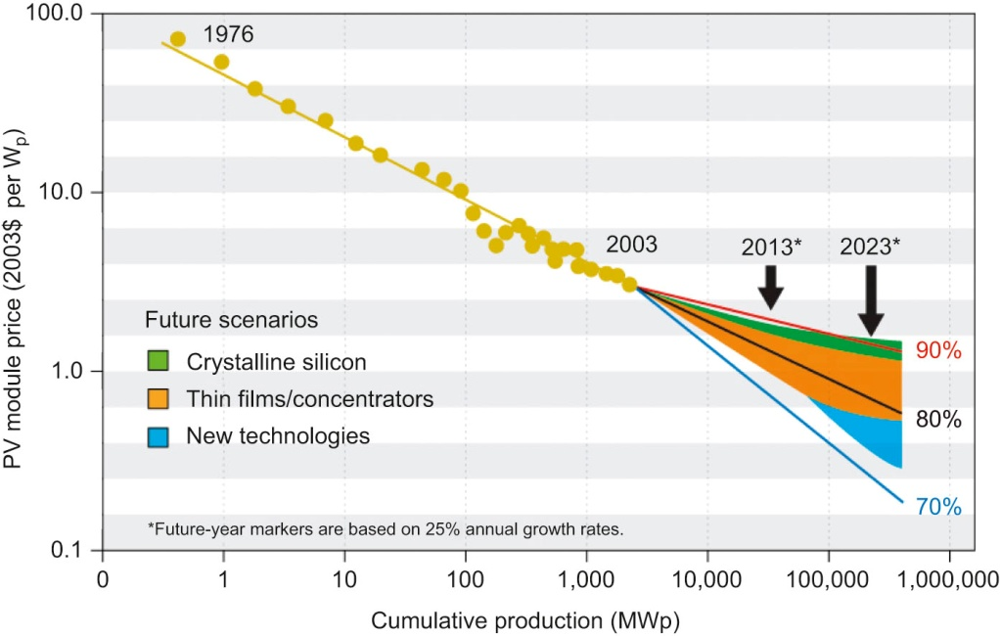 100.0
10.0
1.0
0.1
PV module price (2003$ per Wp)
1976
2003
2013*
2023*
Future scenarios
Crystalline silicon
Thin films/concentrators
New technologies
90%
80%
70%
*Future-year markers are based on 25% annual growth rates.
0 1 10 100 1,000 10,000 100,000 1,000,000
Cumulative production (MWp)